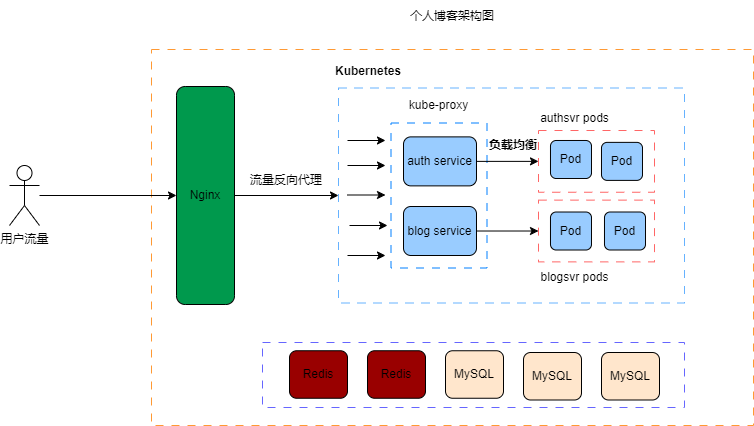 个人博客架构图
Kubernetes
kube-proxy
authsvr pods
负载均衡
auth service
Pod
Pod
流量反向代理
Nginx
用户流量
blog service
Pod
Pod
blogsvr pods
Redis
Redis
MySQL
MySQL
MySQL